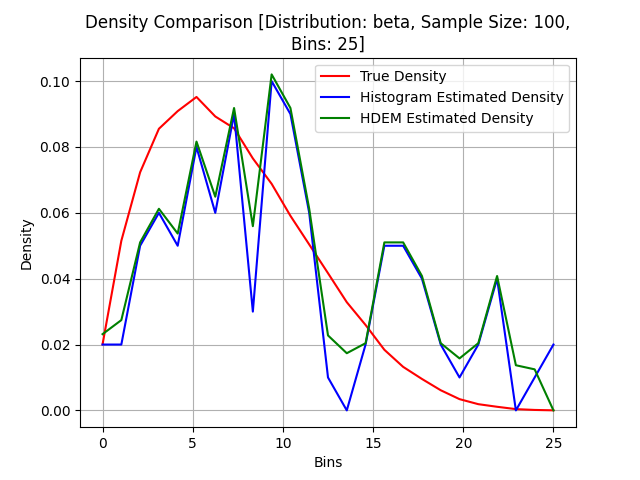 Density Comparison [Distribution: beta, Sample Size: 100,
Bins: 25]
True Density
Histogram Estimated Density
HDEM Estimated Density
Density
0.10
0.08
0.06
0.04
0.02
0.00
0
5
10
15
20
25
Bins